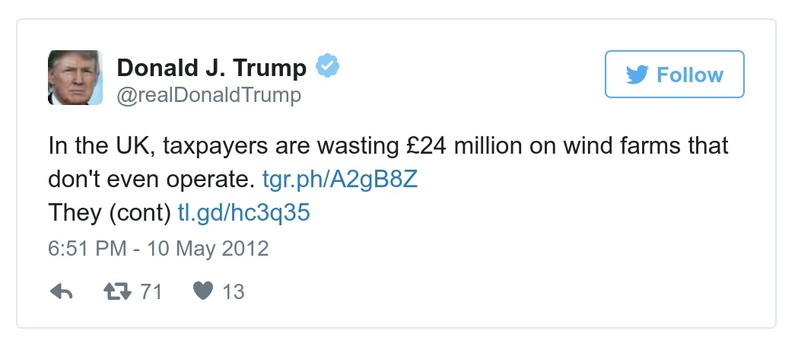 Donald J. Trump
@realDonaldTrump
Follow
In the UK, taxpayers are wasting £24 million on wind farms that
don't even operate. tgr.ph/A2gB8Z
They (cont) tl.gd/hc3q35
6:51 PM - 10 May 2012
71 13